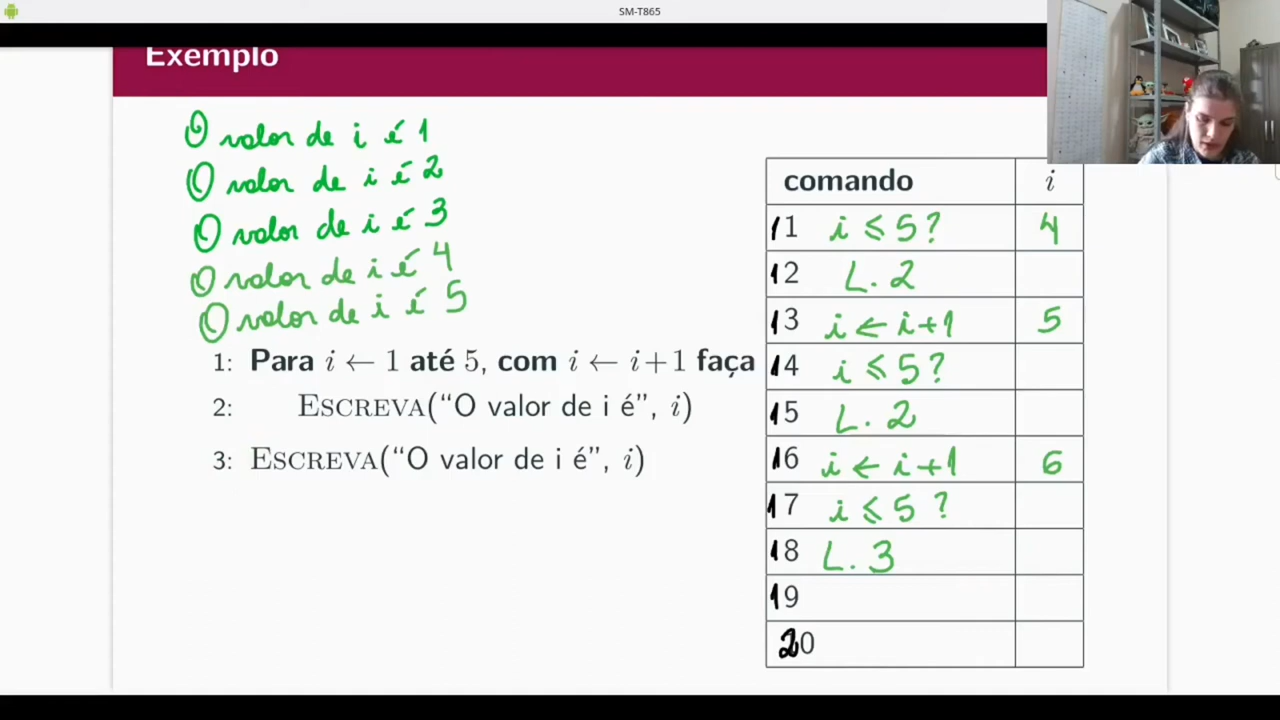 SM-T865
Exemplo
O valor de i é 1
O valor de i é 2
O valor de i é 3
O valor de i é 4
O valor de i é 5
1: Para i ← 1 até 5, com i ← i+1 faça
2: ESCREVA(“O valor de i é”, i)
3: ESCREVA(“O valor de i é”, i)
comando i
11 i ⩽ 5? 4
12 L. 2
13 i ← i+1 5
14 i ⩽ 5?
15 L. 2
16 i ← i+1 6
17 i ⩽ 5 ?
18 L. 3
19
20